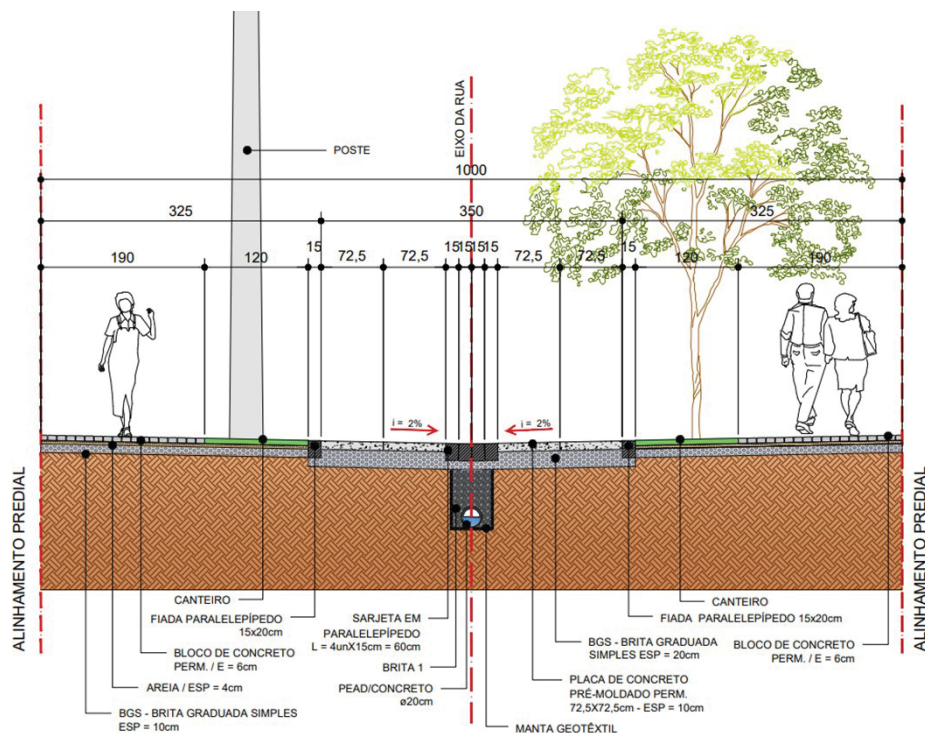 EIXO DA RUA
POSTE
1000
325
350
325
15
15
190
120
72,5
72,5
15
15
15
15
72,5
72,5
120
190
i = 2%
i = 2%
ALINHAMENTO PREDIAL
ALINHAMENTO PREDIAL
CANTEIRO
FIADA PARALELEPÍPEDO
15x20cm
BLOCO DE CONCRETO
PERM. / E = 6cm
AREIA / ESP = 4cm
BGS - BRITA GRADUADA SIMPLES
ESP = 10cm
SARJETA EM
PARALELEPÍPEDO
L = 4unX15cm = 60cm
BRITA 1
PEAD/CONCRETO
ø20cm
CANTEIRO
FIADA PARALELEPÍPEDO 15x20cm
BGS - BRITA GRADUADA
SIMPLES ESP = 20cm
BLOCO DE CONCRETO
PERM. / E = 6cm
PLACA DE CONCRETO
PRÉ-MOLDADO PERM.
72,5X72,5cm - ESP = 10cm
MANTA GEOTÊXTIL